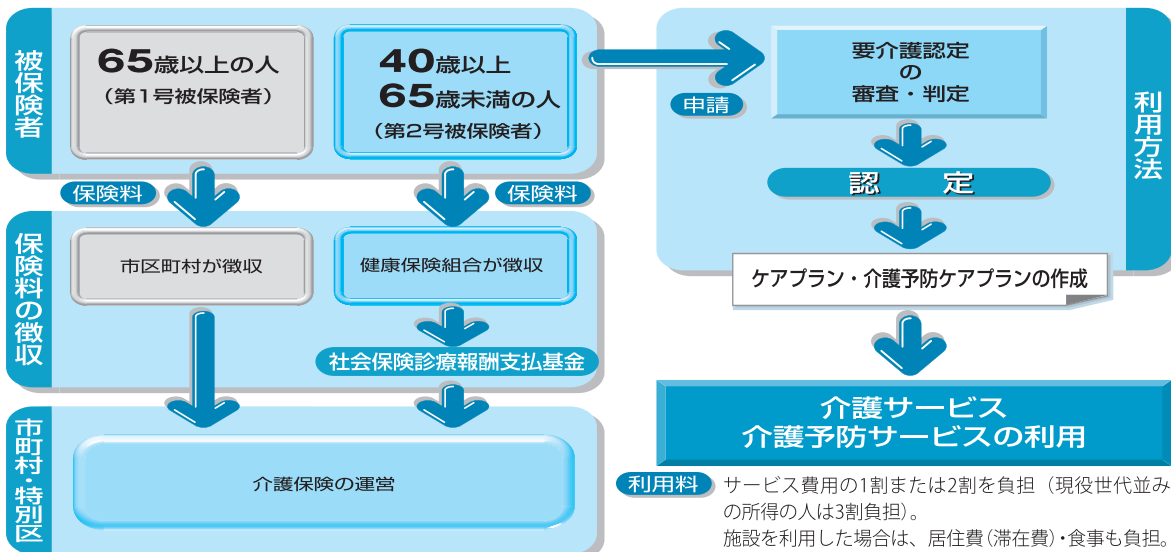 被保険者
65歳以上の人
(第1号被保険者)
40歳以上
65歳未満の人
(第2号被保険者)
保険料
保険料
保険料の徴収
市区町村が徴収
健康保険組合が徴収
社会保険診療報酬支払基金
市町村・特別区
介護保険の運営
申請
要介護認定
の
審査・判定
認　定
利用方法
ケアプラン・介護予防ケアプランの作成
介護サービス
介護予防サービスの利用
利用料
サービス費用の1割または2割を負担（現役世代並み
の所得の人は3割負担）。
施設を利用した場合は、居住費(滞在費)・食事も負担。